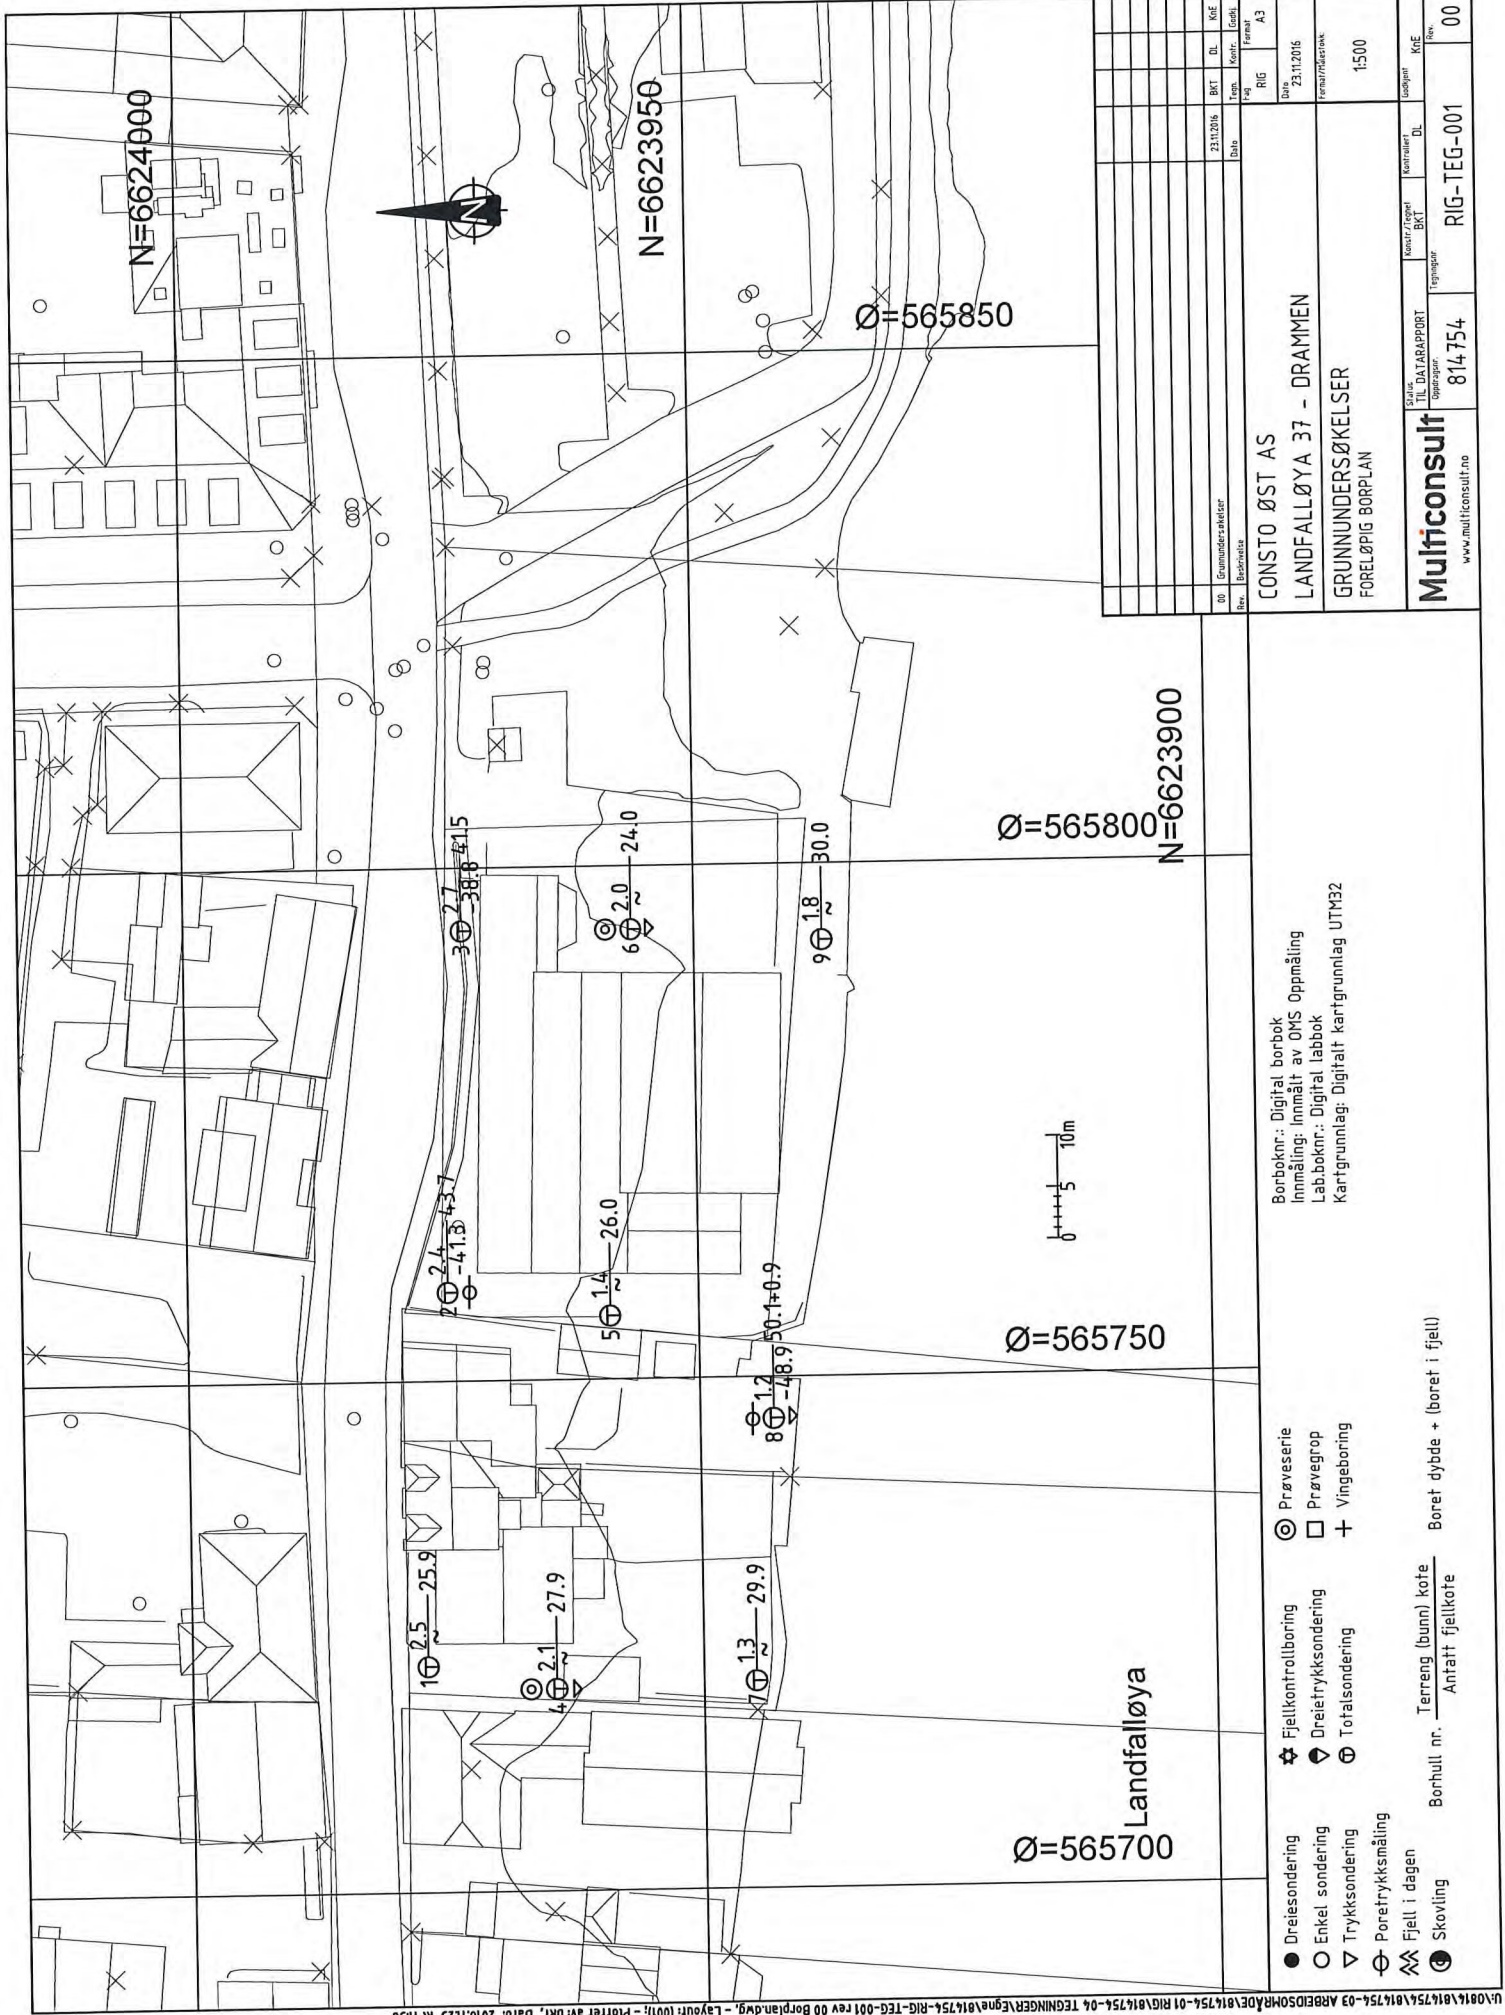 N=6624000
N=6623950
N=6623900
Ø=565850
Ø=565800
Ø=565750
Ø=565700
Landfalløya
N
1 2.5 25.9
~
2 2.4 43.7
-41.3
3 2.7 41.5
-38.8
4 2.1 27.9
~
5 1.4 26.0
~
6 2.0 24.0
~
7 1.3 29.9
~
8 1.2 50.1+0.9
-48.9
9 1.8 30.0
~
0 5 10m
Dreiesondering
Enkel sondering
Trykksondering
Poretrykksmåling
Fjell i dagen
Skovling
Fjellkontrollboring
Dreietrykksondering
Totalsondering
Prøveserie
Prøvegrop
Vingeboring
Borhull nr. Terreng (bunn) kote Boret dybde + (boret i fjell)
Antatt fjellkote
Borboknr.: Digital borbok
Innmåling: Innmålt av OMS Oppmåling
Lab.boknr.: Digital labbok
Kartgrunnlag: Digitalt kartgrunnlag UTM32
00 Grunnundersøkelser 23.11.2016 BKT DL KnE
Rev. Beskrivelse Dato Tegn. Kontr. Godkj.
CONSTO ØST AS
LANDFALLØYA 37 - DRAMMEN
GRUNNUNDERSØKELSER
FORELØPIG BORPLAN
Fag
RIG
Format
A3
Dato
23.11.2016
Format/Målestokk:
1:500
Multiconsult
www.multiconsult.no
Status
TIL DATARAPPORT
Konstr./Tegnet
BKT
Kontrollert
DL
Godkjent
KnE
Oppdragsnr.
814754
Tegningsnr.
RIG-TEG-001
Rev.
00